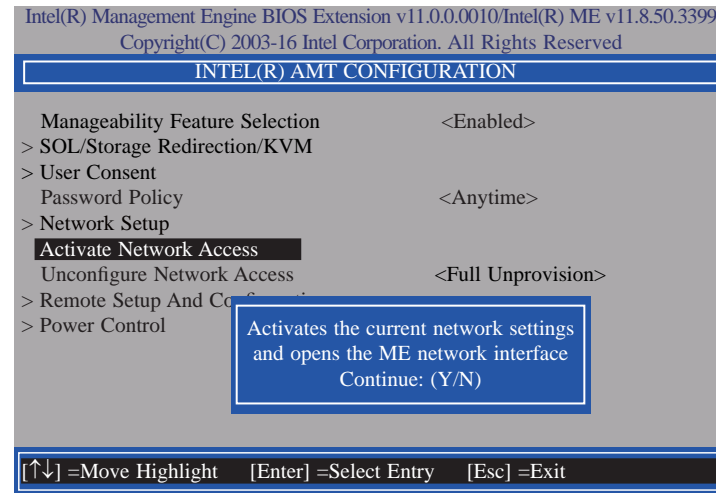 Intel(R) Management Engine BIOS Extension v11.0.0.0010/Intel(R) ME v11.8.50.3399
Copyright(C) 2003-16 Intel Corporation. All Rights Reserved
INTEL(R) AMT CONFIGURATION
Manageability Feature Selection <Enabled>
> SOL/Storage Redirection/KVM
> User Consent
Password Policy <Anytime>
> Network Setup
Activate Network Access
Unconfigure Network Access <Full Unprovision>
> Remote Setup And
> Power Control
Activates the current network settings
and opens the ME network interface
Continue: (Y/N)
[↑↓] =Move Highlight [Enter] =Select Entry [Esc] =Exit